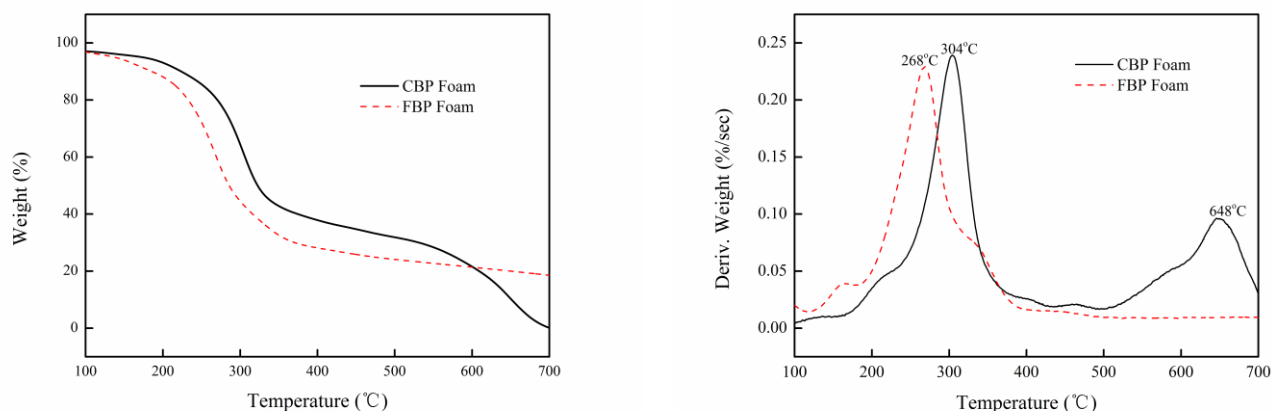 100
80
60
40
20
0
Weight (%)
CBP Foam
FBP Foam
100 200 300 400 500 600 700
Temperature (℃)
0.25
0.20
0.15
0.10
0.05
0.00
Deriv. Weight (%/sec)
268°C
304°C
648°C
CBP Foam
FBP Foam
100 200 300 400 500 600 700
Temperature (℃)